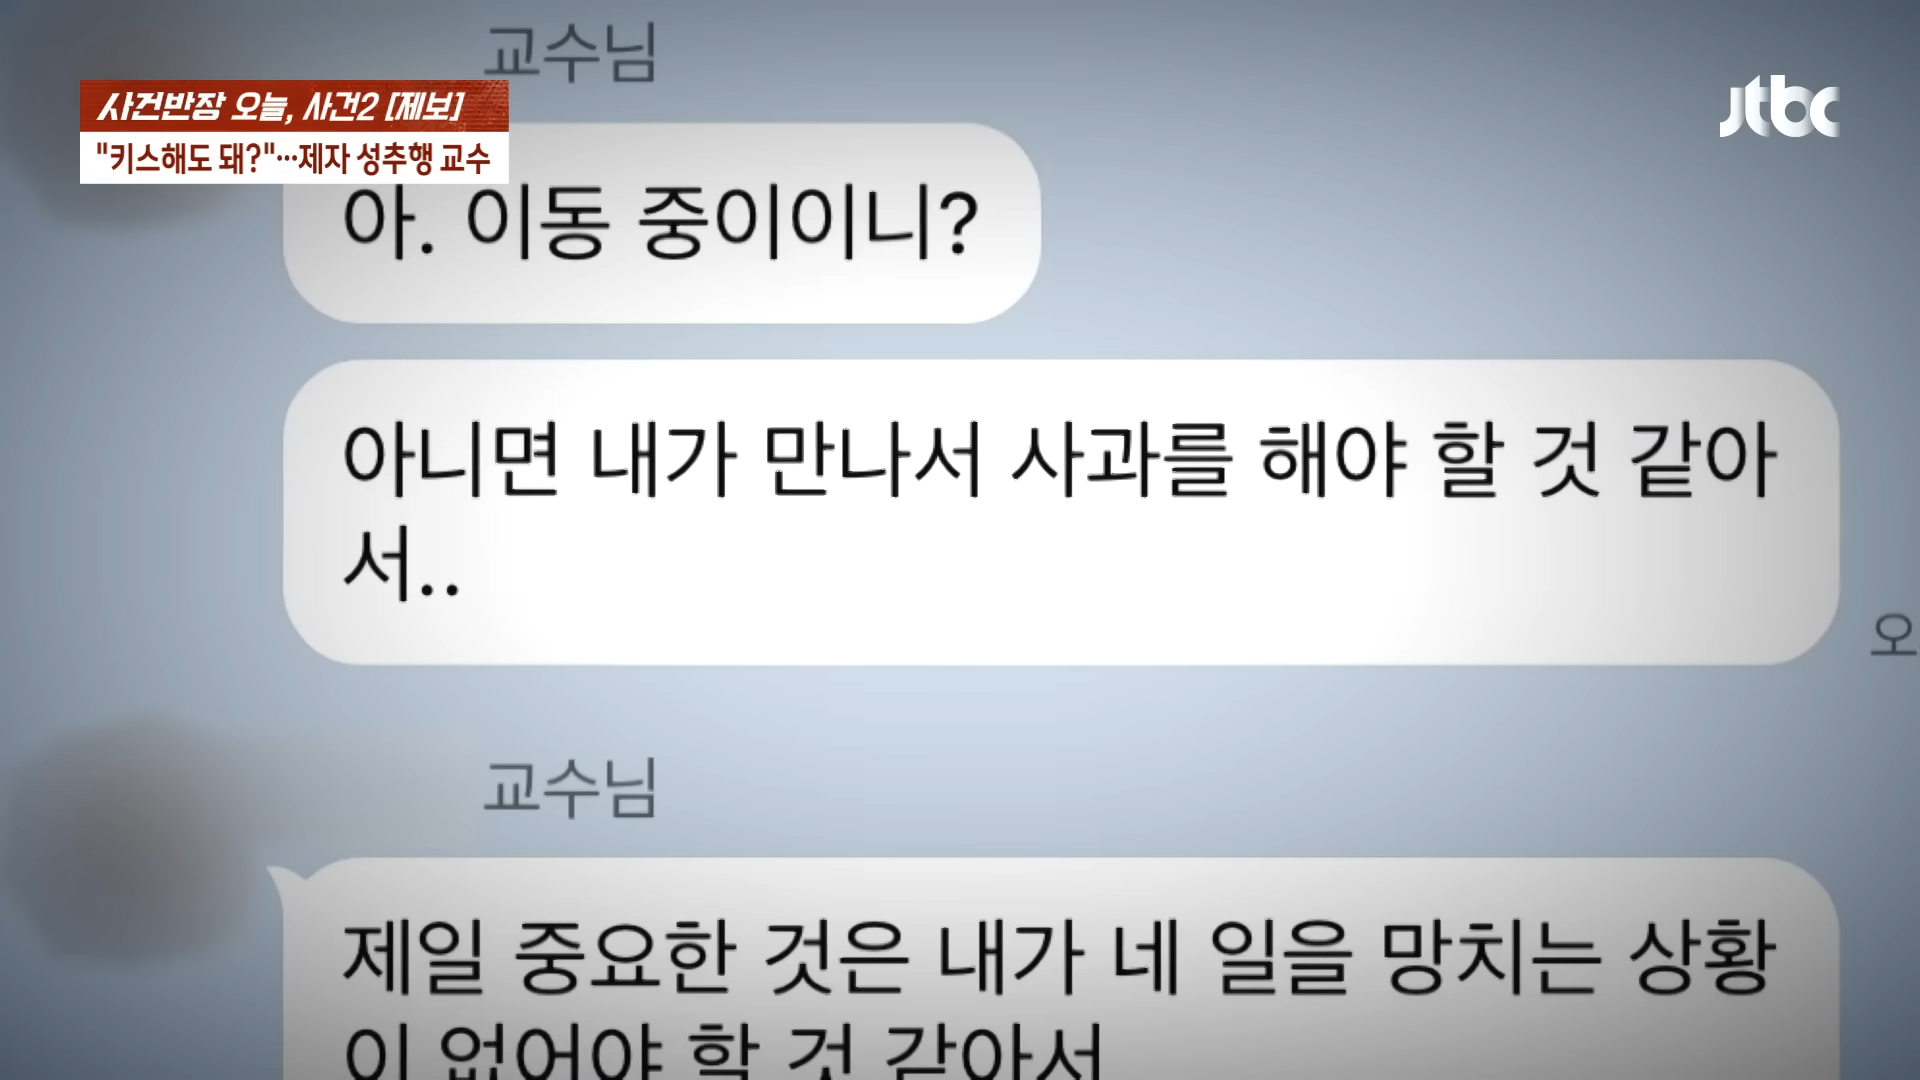 교수님
사건반장 오늘, 사건2 [제보]
jtbc
"키스해도 돼?"…제자 성추행 교수
아. 이동 중이이니?
아니면 내가 만나서 사과를 해야 할 것 같아
서..
오
교수님
제일 중요한 것은 내가 네 일을 망치는 상황
이 없어야 할 것 같아서